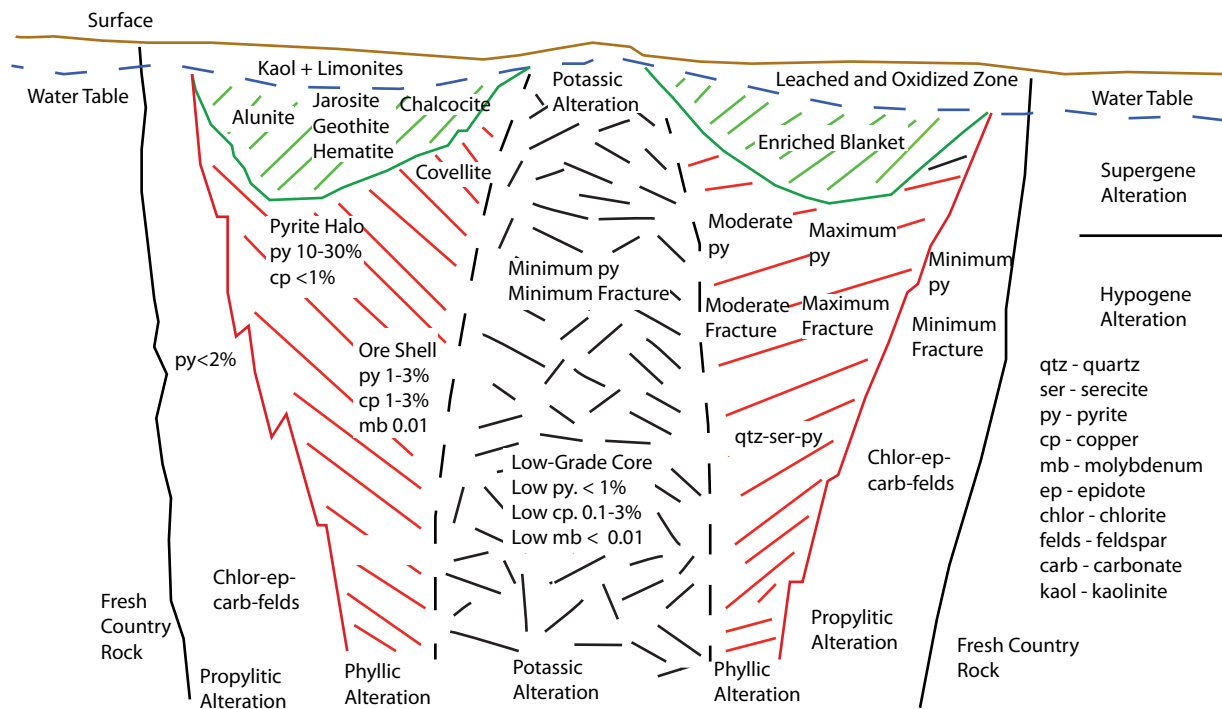 Surface
Water Table
Kaol + Limonites
Alunite
Jarosite
Geothite
Hematite
Chalcocite
Covellite
Potassic
Alteration
Leached and Oxidized Zone
Enriched Blanket
Water Table
Supergene
Alteration
Hypogene
Alteration
Pyrite Halo
py 10-30%
cp <1%
Minimum py
Minimum Fracture
Moderate
py
Maximum
py
Minimum
py
Moderate
Fracture
Maximum
Fracture
Minimum
Fracture
py<2%
Ore Shell
py 1-3%
cp 1-3%
mb 0.01
Low-Grade Core
Low py. < 1%
Low cp. 0.1-3%
Low mb < 0.01
qtz-ser-py
Chlor-ep-
carb-felds
qtz - quartz
ser - serecite
py - pyrite
cp - copper
mb - molybdenum
ep - epidote
chlor - chlorite
felds - feldspar
carb - carbonate
kaol - kaolinite
Chlor-ep-
carb-felds
Fresh
Country
Rock
Propylitic
Alteration
Phyllic
Alteration
Potassic
Alteration
Phyllic
Alteration
Propylitic
Alteration
Fresh Country
Rock